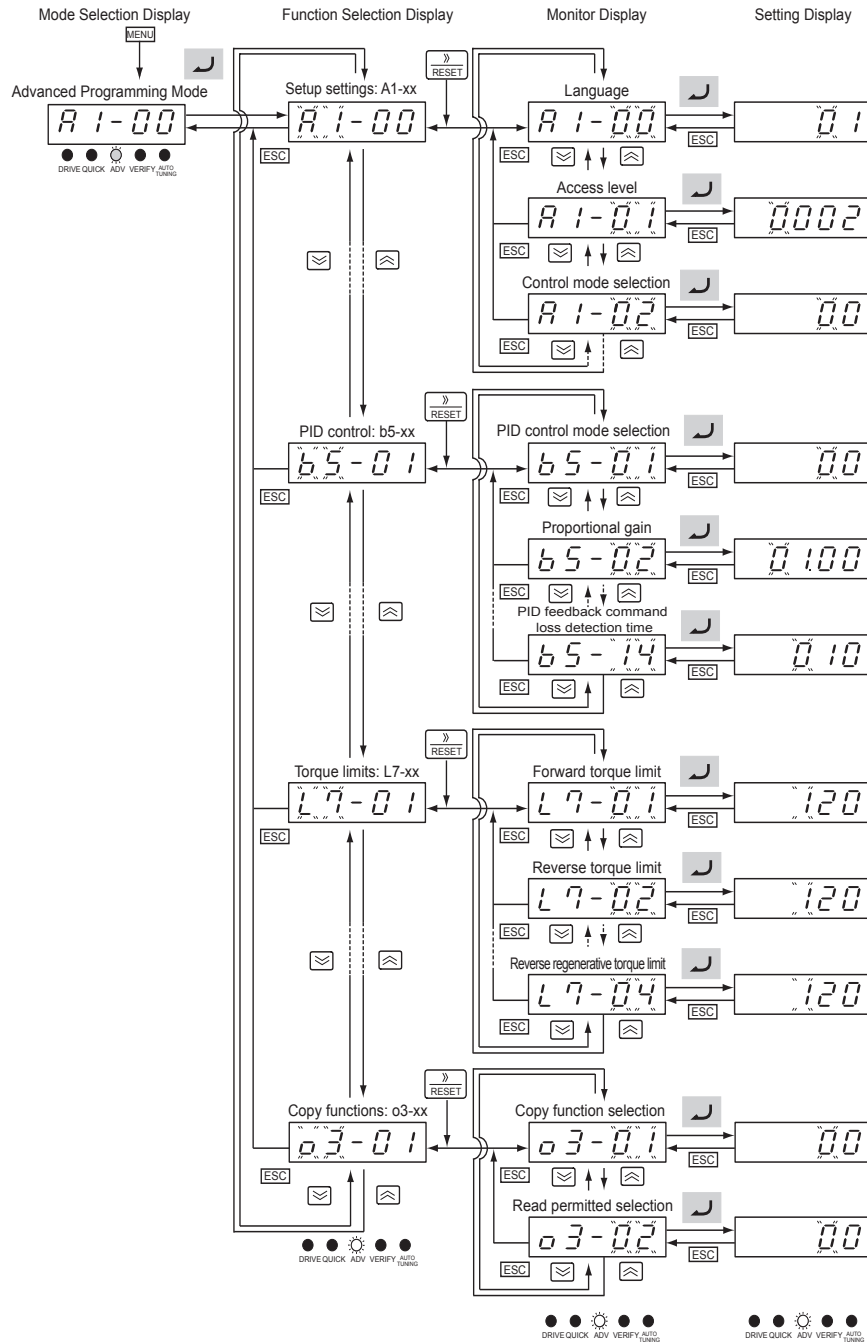 Mode Selection Display Function Selection Display Monitor Display Setting Display
MENU
Advanced Programming Mode
A1-00
DRIVE QUICK ADV VERIFY AUTO TUNING
Setup settings: A1-xx
A1-00
ESC
»
RESET
Language
A1-00
ESC
01
ESC
Access level
A1-01
ESC
0002
ESC
Control mode selection
A1-02
ESC
00
ESC
PID control: b5-xx
b5-01
ESC
»
RESET
PID control mode selection
b5-01
ESC
00
ESC
Proportional gain
b5-02
ESC
01.00
ESC
PID feedback command
loss detection time
b5-14
ESC
010
ESC
Torque limits: L7-xx
L7-01
ESC
»
RESET
Forward torque limit
L7-01
ESC
120
ESC
Reverse torque limit
L7-02
ESC
120
ESC
Reverse regenerative torque limit
L7-04
ESC
120
ESC
Copy functions: o3-xx
o3-01
ESC
»
RESET
Copy function selection
o3-01
ESC
00
ESC
Read permitted selection
o3-02
ESC
00
ESC
DRIVE QUICK ADV VERIFY AUTO TUNING
DRIVE QUICK ADV VERIFY AUTO TUNING
DRIVE QUICK ADV VERIFY AUTO TUNING